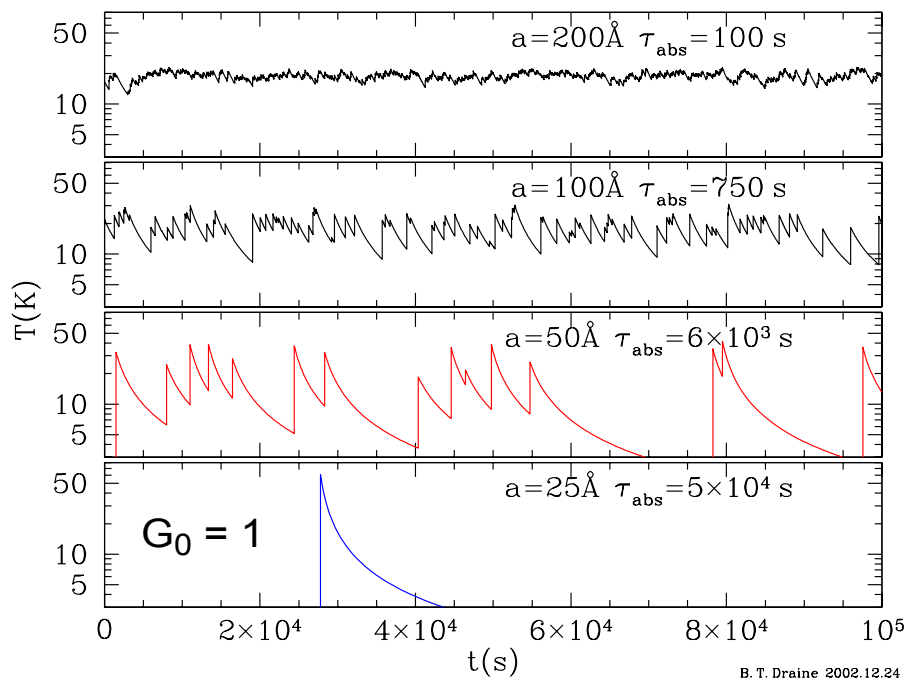 50
a=200Å τabs=100 s
10
5
50
a=100Å τabs=750 s
10
5
T(K)
50
a=50Å τabs=6×10³ s
10
5
50
a=25Å τabs=5×10⁴ s
G₀ = 1
10
5
0 2×10⁴ 4×10⁴ 6×10⁴ 8×10⁴ 10⁵
t(s)
B. T. Draine 2002.12.24